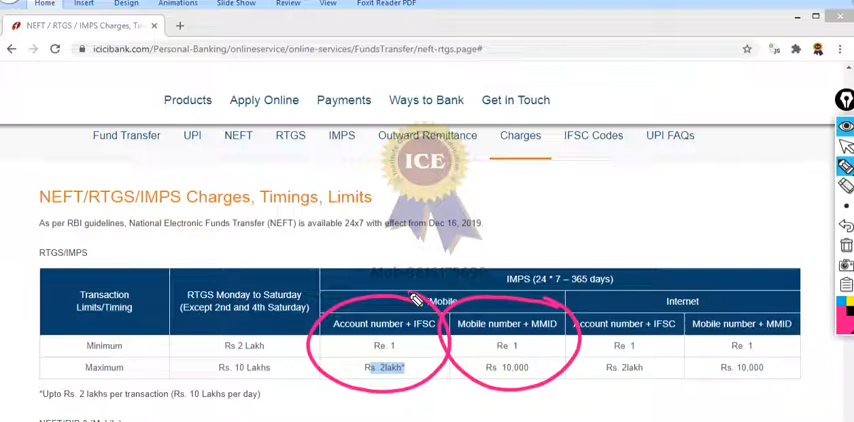 Home Insert Design Animations Slide Show Review View Foxit Reader PDF
NEFT / RTGS / IMPS Charges, Ti
icicibank.com/Personal-Banking/onlineservice/online-services/FundsTransfer/neft-rtgs.page#
Products Apply Online Payments Ways to Bank Get in Touch
Fund Transfer UPI NEFT RTGS IMPS Outward Remittance Charges IFSC Codes UPI FAQs
ICE
NEFT/RTGS/IMPS Charges, Timings, Limits
As per RBI guidelines, National Electronic Funds Transfer (NEFT) is available 24x7 with effect from Dec 16, 2019.
RTGS/IMPS
Transaction Limits/Timing RTGS Monday to Saturday (Except 2nd and 4th Saturday) IMPS (24 * 7 – 365 days)
Mobile Internet
Account number + IFSC Mobile number + MMID Account number + IFSC Mobile number + MMID
Minimum Rs 2 Lakh Re 1 Re 1 Re 1 Re 1
Maximum Rs. 10 Lakhs Rs. 2lakh* Rs. 10,000 Rs. 2lakh Rs. 10,000
*Upto Rs. 2 lakhs per transaction (Rs. 10 Lakhs per day)